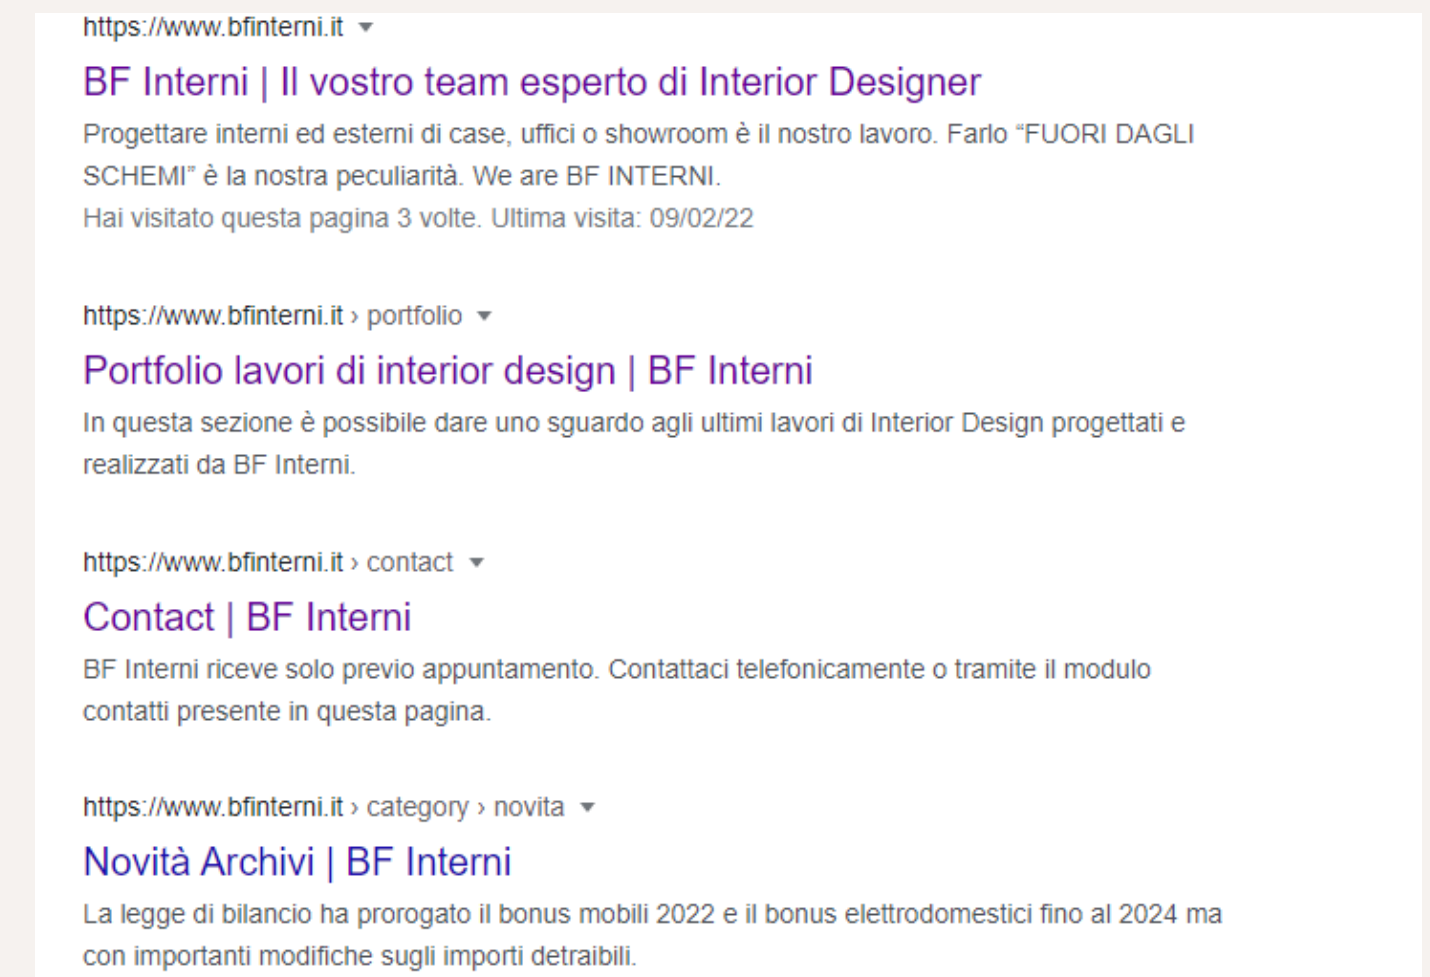 https://www.bfinterni.it
BF Interni | Il vostro team esperto di Interior Designer
Progettare interni ed esterni di case, uffici o showroom è il nostro lavoro. Farlo “FUORI DAGLI
SCHEMI” è la nostra peculiarità. We are BF INTERNI.
Hai visitato questa pagina 3 volte. Ultima visita: 09/02/22
https://www.bfinterni.it › portfolio
Portfolio lavori di interior design | BF Interni
In questa sezione è possibile dare uno sguardo agli ultimi lavori di Interior Design progettati e
realizzati da BF Interni.
https://www.bfinterni.it › contact
Contact | BF Interni
BF Interni riceve solo previo appuntamento. Contattaci telefonicamente o tramite il modulo
contatti presente in questa pagina.
https://www.bfinterni.it › category › novita
Novità Archivi | BF Interni
La legge di bilancio ha prorogato il bonus mobili 2022 e il bonus elettrodomestici fino al 2024 ma
con importanti modifiche sugli importi detraibili.